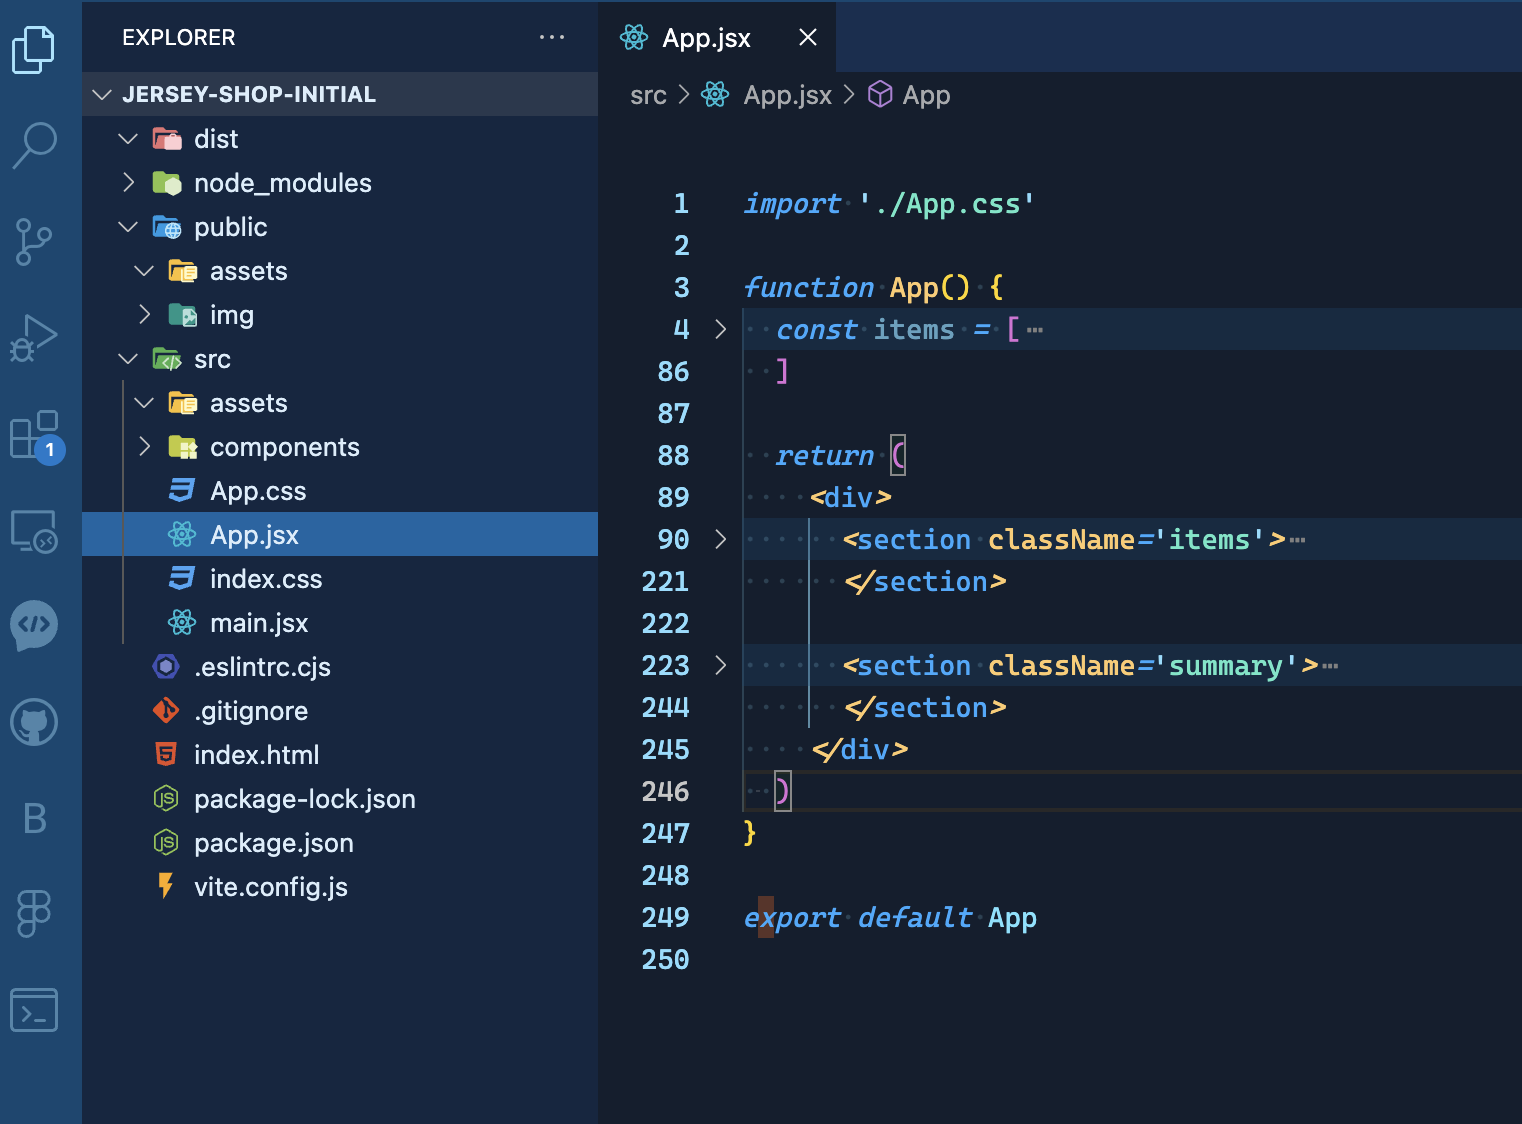 EXPLORER ...
JERSEY-SHOP-INITIAL
dist
node_modules
public
assets
img
src
assets
components
App.css
App.jsx
index.css
main.jsx
.eslintrc.cjs
.gitignore
index.html
package-lock.json
package.json
vite.config.js
1
B
App.jsx
src > App.jsx > App
1 import './App.css'
2
3 function App() {
4 const items = [ …
86 ]
87
88 return (
89 <div>
90 <section className='items'> …
221 </section>
222
223 <section className='summary'> …
244 </section>
245 </div>
246 )
247 }
248
249 export default App
250